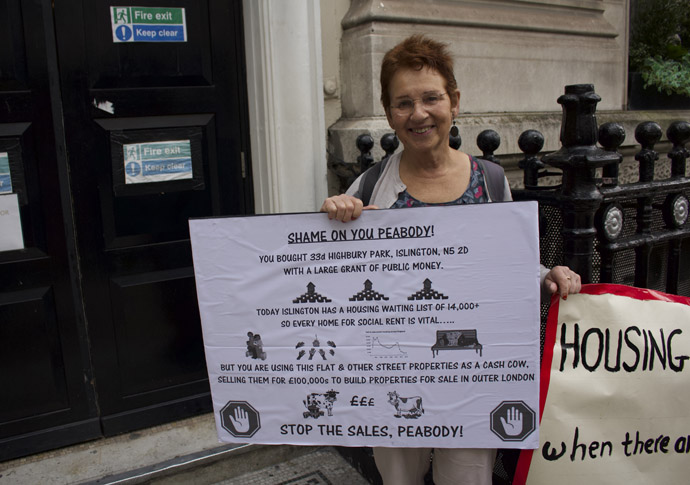 Fire exit
Keep clear
Fire exit
Keep clear
SHAME ON YOU PEABODY!
YOU BOUGHT 33d HIGHBURY PARK, ISLINGTON, N5 2D
WITH A LARGE GRANT OF PUBLIC MONEY.
TODAY ISLINGTON HAS A HOUSING WAITING LIST OF 14,000+
SO EVERY HOME FOR SOCIAL RENT IS VITAL.....
BUT YOU ARE USING THIS FLAT & OTHER STREET PROPERTIES AS A CASH COW,
SELLING THEM FOR £100,000s TO BUILD PROPERTIES FOR SALE IN OUTER LONDON
£££
STOP THE SALES, PEABODY!
HOUSING
when there